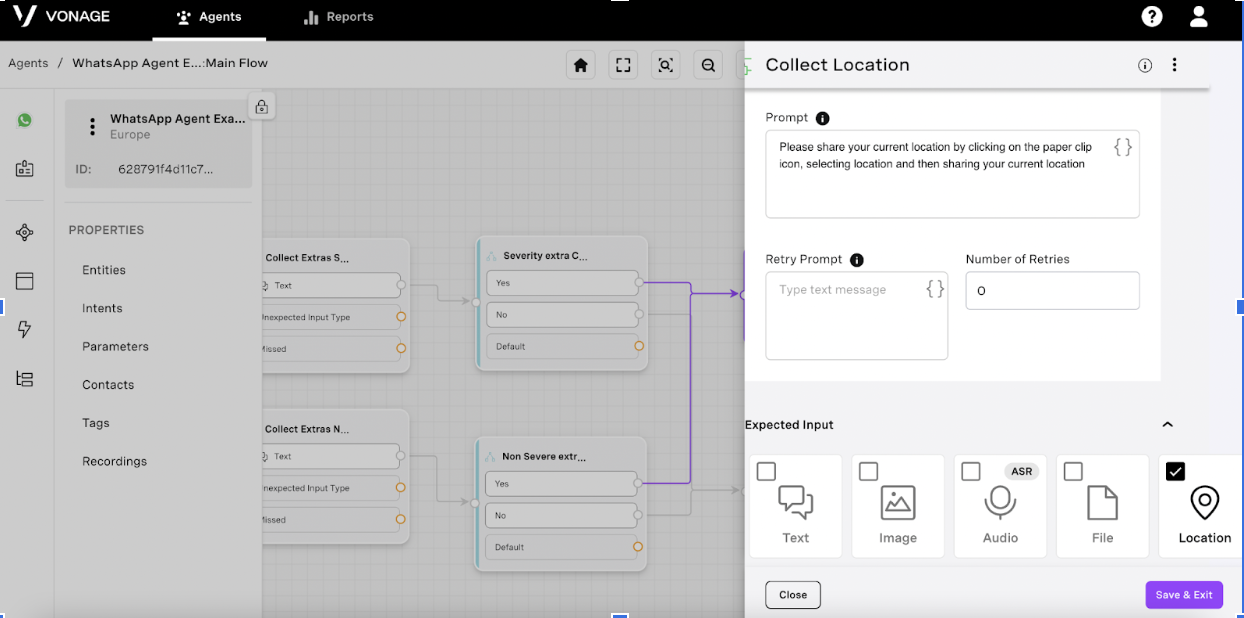 VONAGE
Agents
Reports
Agents / WhatsApp Agent E...:Main Flow
WhatsApp Agent Exa...
Europe
ID: 628791f4d11c7...
PROPERTIES
Entities
Intents
Parameters
Contacts
Tags
Recordings
Collect Extras S...
Text
nexpected Input Type
Missed
Collect Extras N...
Text
nexpected Input Type
Missed
Severity extra C...
Yes
No
Default
Non Severe extr...
Yes
No
Default
Collect Location
Prompt
Please share your current location by clicking on the paper clip
icon, selecting location and then sharing your current location
{}
Retry Prompt
Number of Retries
Type text message
{}
0
Expected Input
Text
Image
ASR
Audio
File
Location
Close
Save & Exit